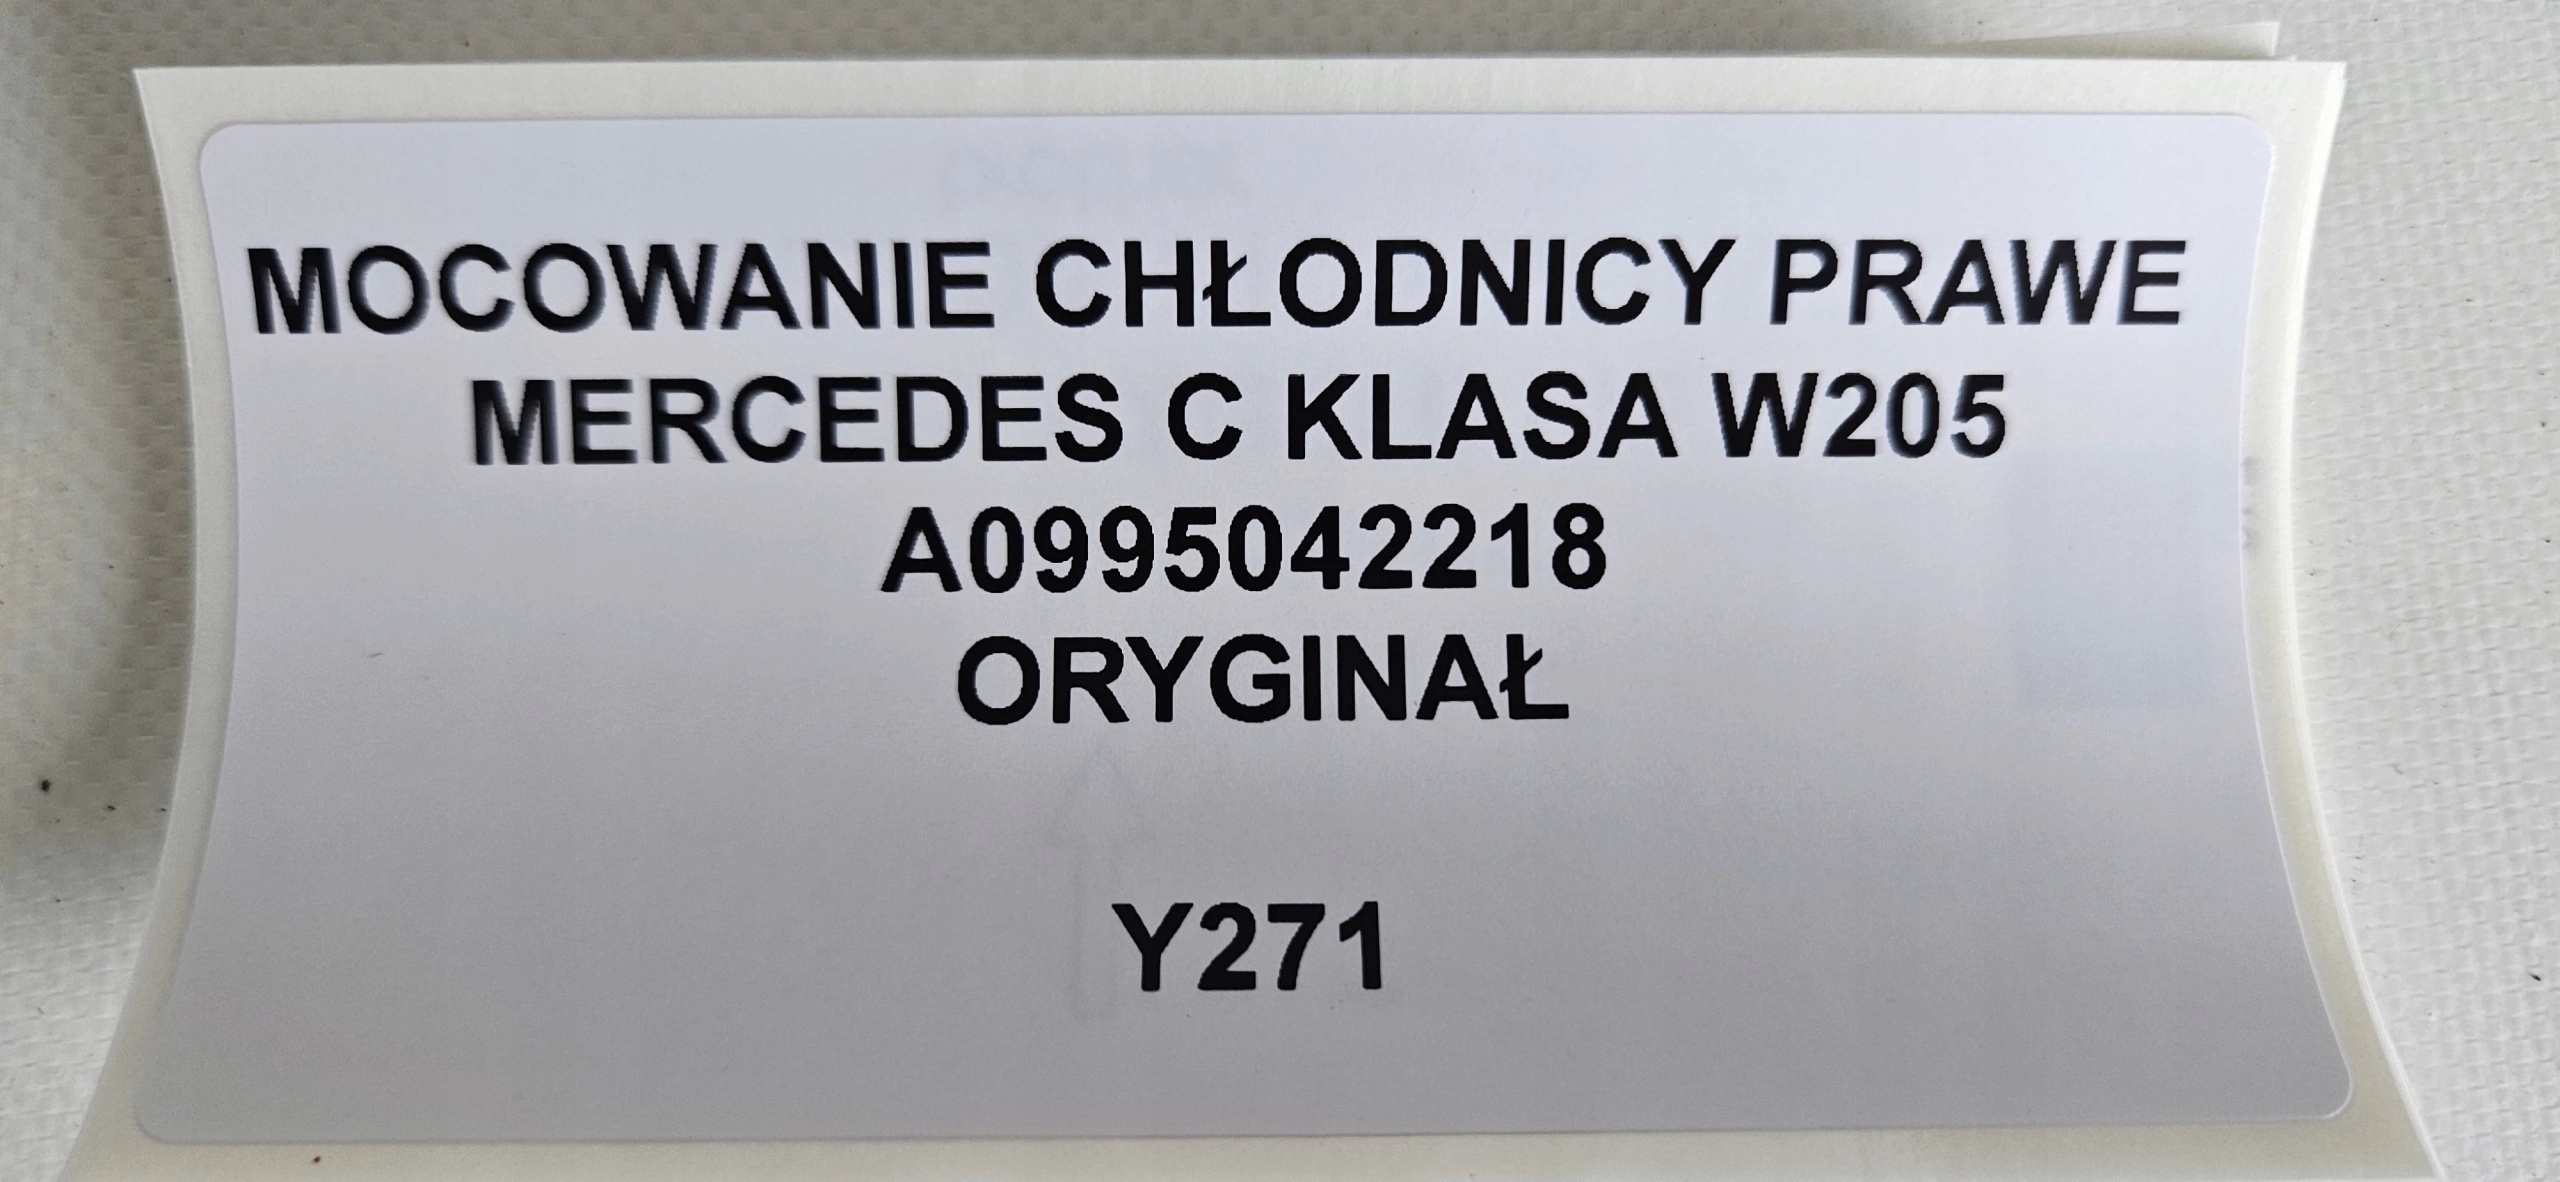 MOCOWANIE CHŁODNICY PRAWE
MERCEDES C KLASA W205
A0995042218
ORYGINAŁ
Y271